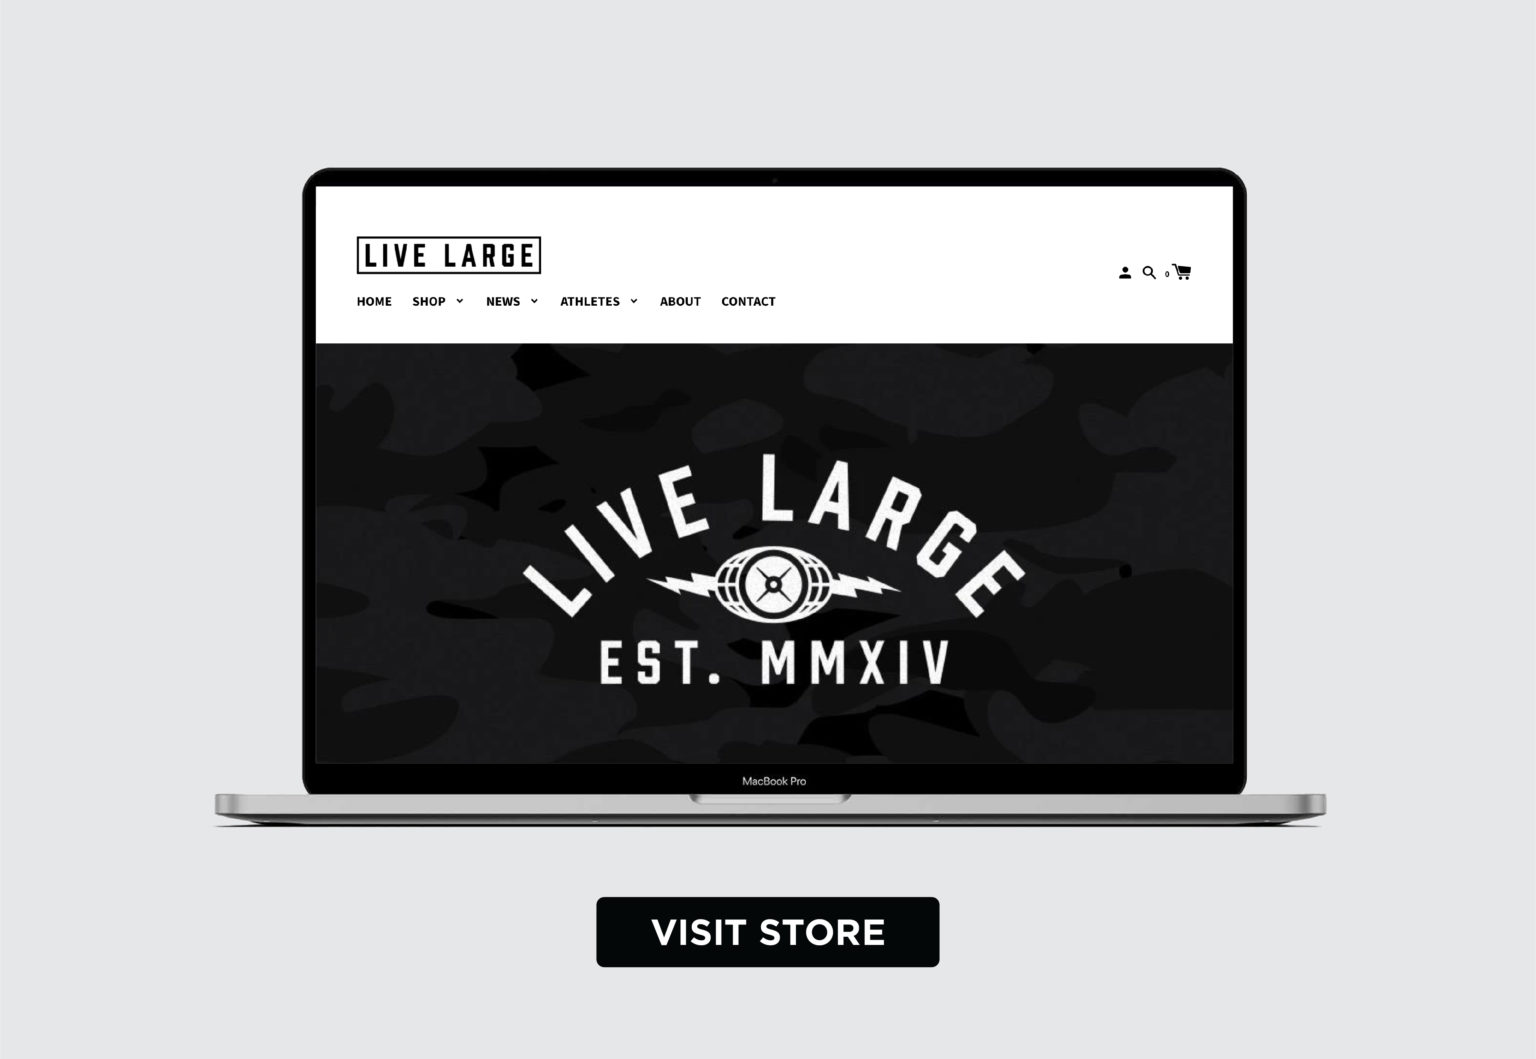 LIVE LARGE
HOME SHOP NEWS ATHLETES ABOUT CONTACT
0
LIVE LARGE
EST. MMXIV
MacBook Pro
VISIT STORE